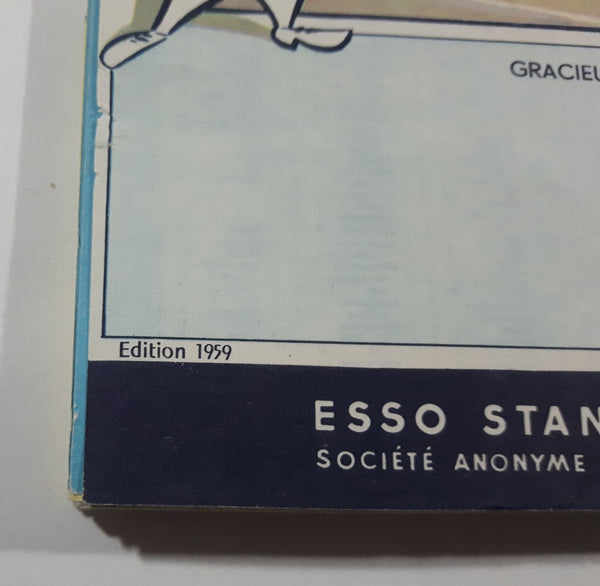 GRACIEU
Edition 1959
ESSO STAN
SOCIÉTÉ ANONYME